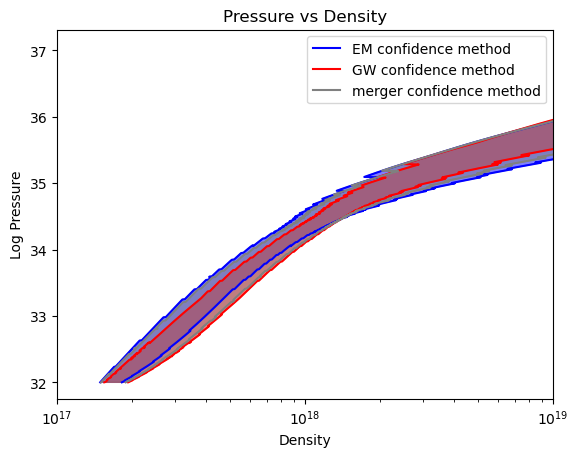 Pressure vs Density
EM confidence method
GW confidence method
merger confidence method
Log Pressure
37
36
35
34
33
32
10^17
10^18
10^19
Density